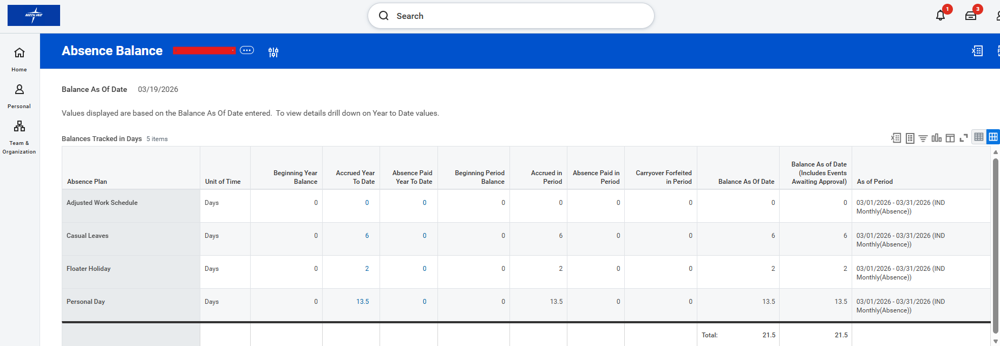 MEDLINE
Search
1
3
Home
Personal
Team &
Organization
Absence Balance
Balance As Of Date 03/19/2026
Values displayed are based on the Balance As Of Date entered. To view details drill down on Year to Date values.
Balances Tracked in Days 5 items
Absence Plan Unit of Time Beginning Year Balance Accrued Year To Date Absence Paid Year To Date Beginning Period Balance Accrued in Period Absence Paid in Period Carryover Forfeited in Period Balance As Of Date Balance As of Date (Includes Events Awaiting Approval) As of Period
Adjusted Work Schedule Days 0 0 0 0 0 0 0 0 0 03/01/2026 - 03/31/2026 (IND
Monthly(Absence))
Casual Leaves Days 0 6 0 0 6 0 0 6 6 03/01/2026 - 03/31/2026 (IND
Monthly(Absence))
Floater Holiday Days 0 2 0 0 2 0 0 2 2 03/01/2026 - 03/31/2026 (IND
Monthly(Absence))
Personal Day Days 0 13.5 0 0 13.5 0 0 13.5 13.5 03/01/2026 - 03/31/2026 (IND
Monthly(Absence))
Total: 21.5 21.5